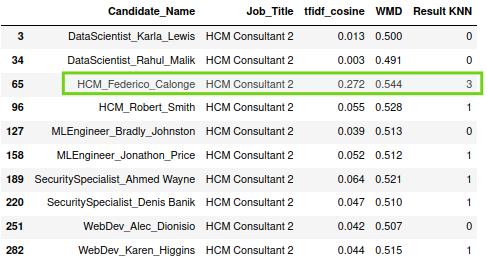 Candidate_Name Job_Title tfidf_cosine WMD Result KNN
3 DataScientist_Karla_Lewis HCM Consultant 2 0.013 0.500 0
34 DataScientist_Rahul_Malik HCM Consultant 2 0.003 0.491 0
65 HCM_Federico_Calonge HCM Consultant 2 0.272 0.544 3
96 HCM_Robert_Smith HCM Consultant 2 0.055 0.528 1
127 MLEngineer_Bradly_Johnston HCM Consultant 2 0.039 0.513 0
158 MLEngineer_Jonathon_Price HCM Consultant 2 0.052 0.512 1
189 SecuritySpecialist_Ahmed Wayne HCM Consultant 2 0.064 0.521 1
220 SecuritySpecialist_Denis Banik HCM Consultant 2 0.047 0.510 1
251 WebDev_Alec_Dionisio HCM Consultant 2 0.042 0.507 0
282 WebDev_Karen_Higgins HCM Consultant 2 0.044 0.515 1